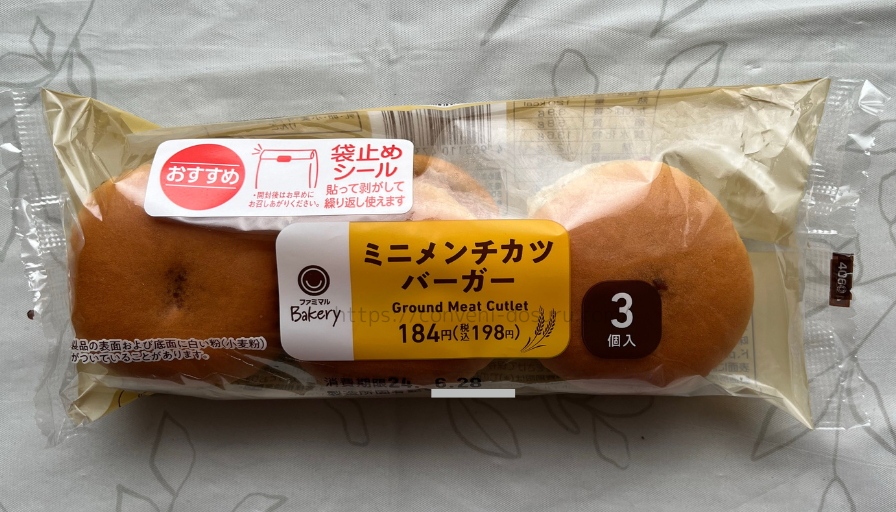 おすすめ
袋止め
シール
・開封後はお早めに
お召しあがりください。
貼って剥がして
繰り返し使えます
ファミマル
Bakery
ミニメンチカツ
バーガー
Ground Meat Cutlet
184円(税込198円)
3
個入
製品の表面および底面に白い粉(小麦粉)
がついていることがあります。
消費期限24. 6.28